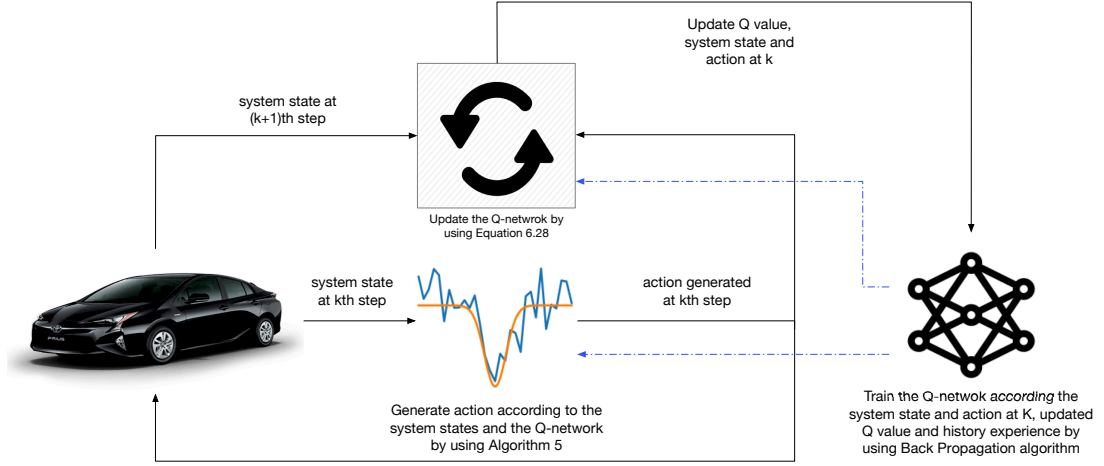 Update Q value,
system state and
action at k
system state at
(k+1)th step
Update the Q-netwrok by
using Equation 6.28
system state
at kth step
action generated
at kth step
PRIUS
Generate action according to the
system states and the Q-network
by using Algorithm 5
Train the Q-netwok according the
system state and action at K, updated
Q value and history experience by
using Back Propagation algorithm